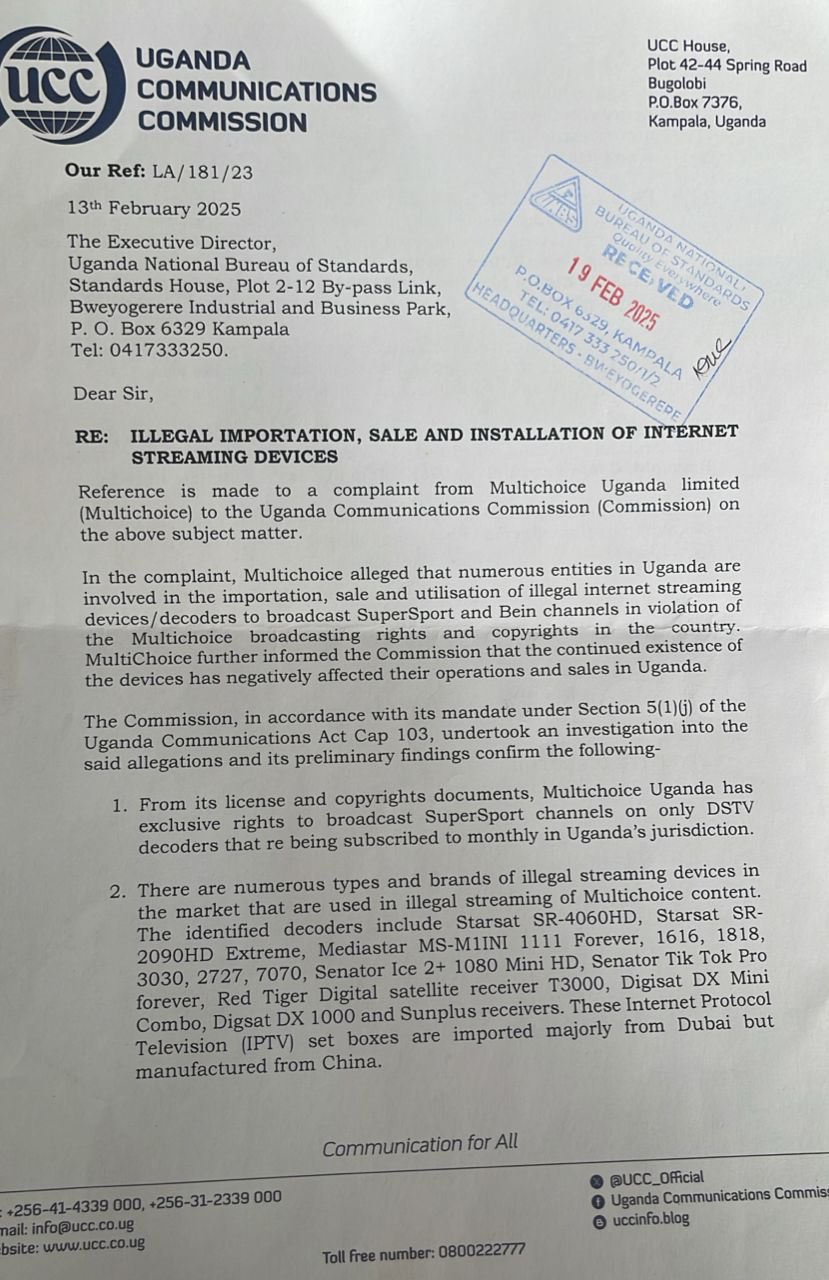 UCC
UGANDA
COMMUNICATIONS
COMMISSION
UCC House,
Plot 42-44 Spring Road
Bugolobi
P.O.Box 7376,
Kampala, Uganda
Our Ref: LA/181/23
13th February 2025
The Executive Director,
Uganda National Bureau of Standards,
Standards House, Plot 2-12 By-pass Link,
Bweyogerere Industrial and Business Park,
P. O. Box 6329 Kampala
Tel: 0417333250.
UGANDA NATIONAL
BUREAU OF STANDARDS
Quality Everywhere
RECEIVED
19 FEB 2025
P.O.BOX 6329, KAMPALA
TEL: 0417 333 250/1/2
HEADQUARTERS - BWEYOGERERE
Dear Sir,
RE: ILLEGAL IMPORTATION, SALE AND INSTALLATION OF INTERNET
STREAMING DEVICES
Reference is made to a complaint from Multichoice Uganda limited
(Multichoice) to the Uganda Communications Commission (Commission) on
the above subject matter.
In the complaint, Multichoice alleged that numerous entities in Uganda are
involved in the importation, sale and utilisation of illegal internet streaming
devices/decoders to broadcast SuperSport and Bein channels in violation of
the Multichoice broadcasting rights and copyrights in the country.
MultiChoice further informed the Commission that the continued existence of
the devices has negatively affected their operations and sales in Uganda.
The Commission, in accordance with its mandate under Section 5(1)(j) of the
Uganda Communications Act Cap 103, undertook an investigation into the
said allegations and its preliminary findings confirm the following-
1. From its license and copyrights documents, Multichoice Uganda has
exclusive rights to broadcast SuperSport channels on only DSTV
decoders that re being subscribed to monthly in Uganda's jurisdiction.
2. There are numerous types and brands of illegal streaming devices in
the market that are used in illegal streaming of Multichoice content.
The identified decoders include Starsat SR-4060HD, Starsat SR-
2090HD Extreme, Mediastar MS-M1INI 1111 Forever, 1616, 1818,
3030, 2727, 7070, Senator Ice 2+ 1080 Mini HD, Senator Tik Tok Pro
forever, Red Tiger Digital satellite receiver T3000, Digisat DX Mini
Combo, Digsat DX 1000 and Sunplus receivers. These Internet Protocol
Television (IPTV) set boxes are imported majorly from Dubai but
manufactured from China.
Communication for All
: +256-41-4339 000, +256-31-2339 000
mail: info@ucc.co.ug
bsite: www.ucc.co.ug
Toll free number: 0800222777
@UCC_Official
Uganda Communications Commiss
uccinfo.blog